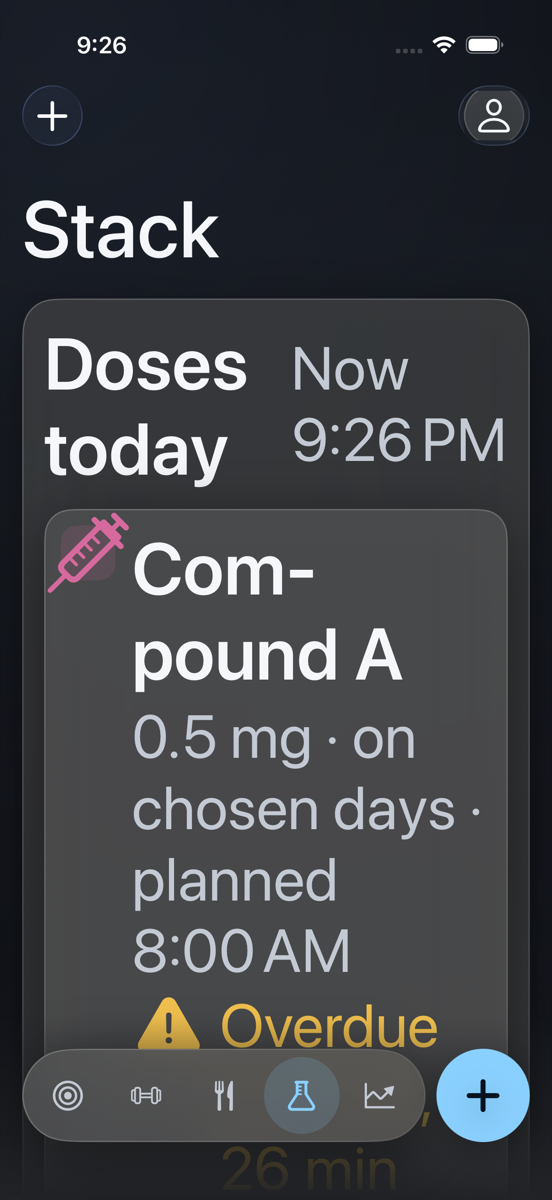 9:26
Stack
Doses today
Now 9:26 PM
Com-
pound A
0.5 mg · on
chosen days ·
planned
8:00 AM
Overdue
26 min